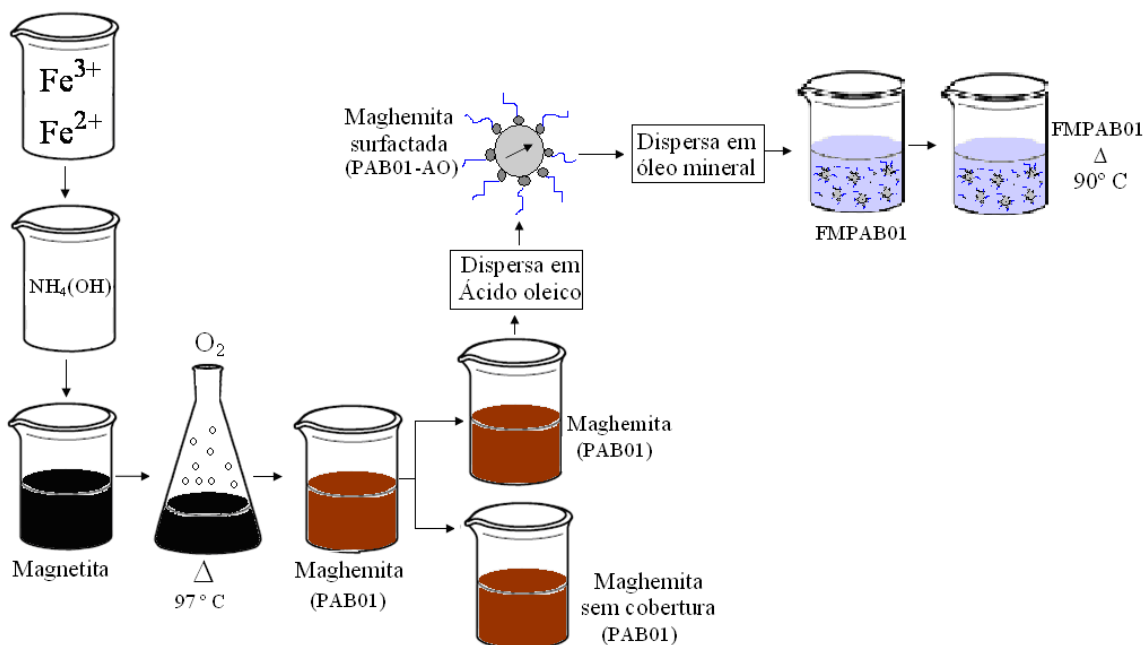 Fe3+
Fe2+
NH4(OH)
Magnetita
O2
Δ
97° C
Maghemita
(PAB01)
Maghemita
(PAB01)
Maghemita
sem cobertura
(PAB01)
Dispersa em
Ácido oleico
Maghemita
surfactada
(PAB01-AO)
Dispersa em
óleo mineral
FMPAB01
FMPAB01
Δ
90° C